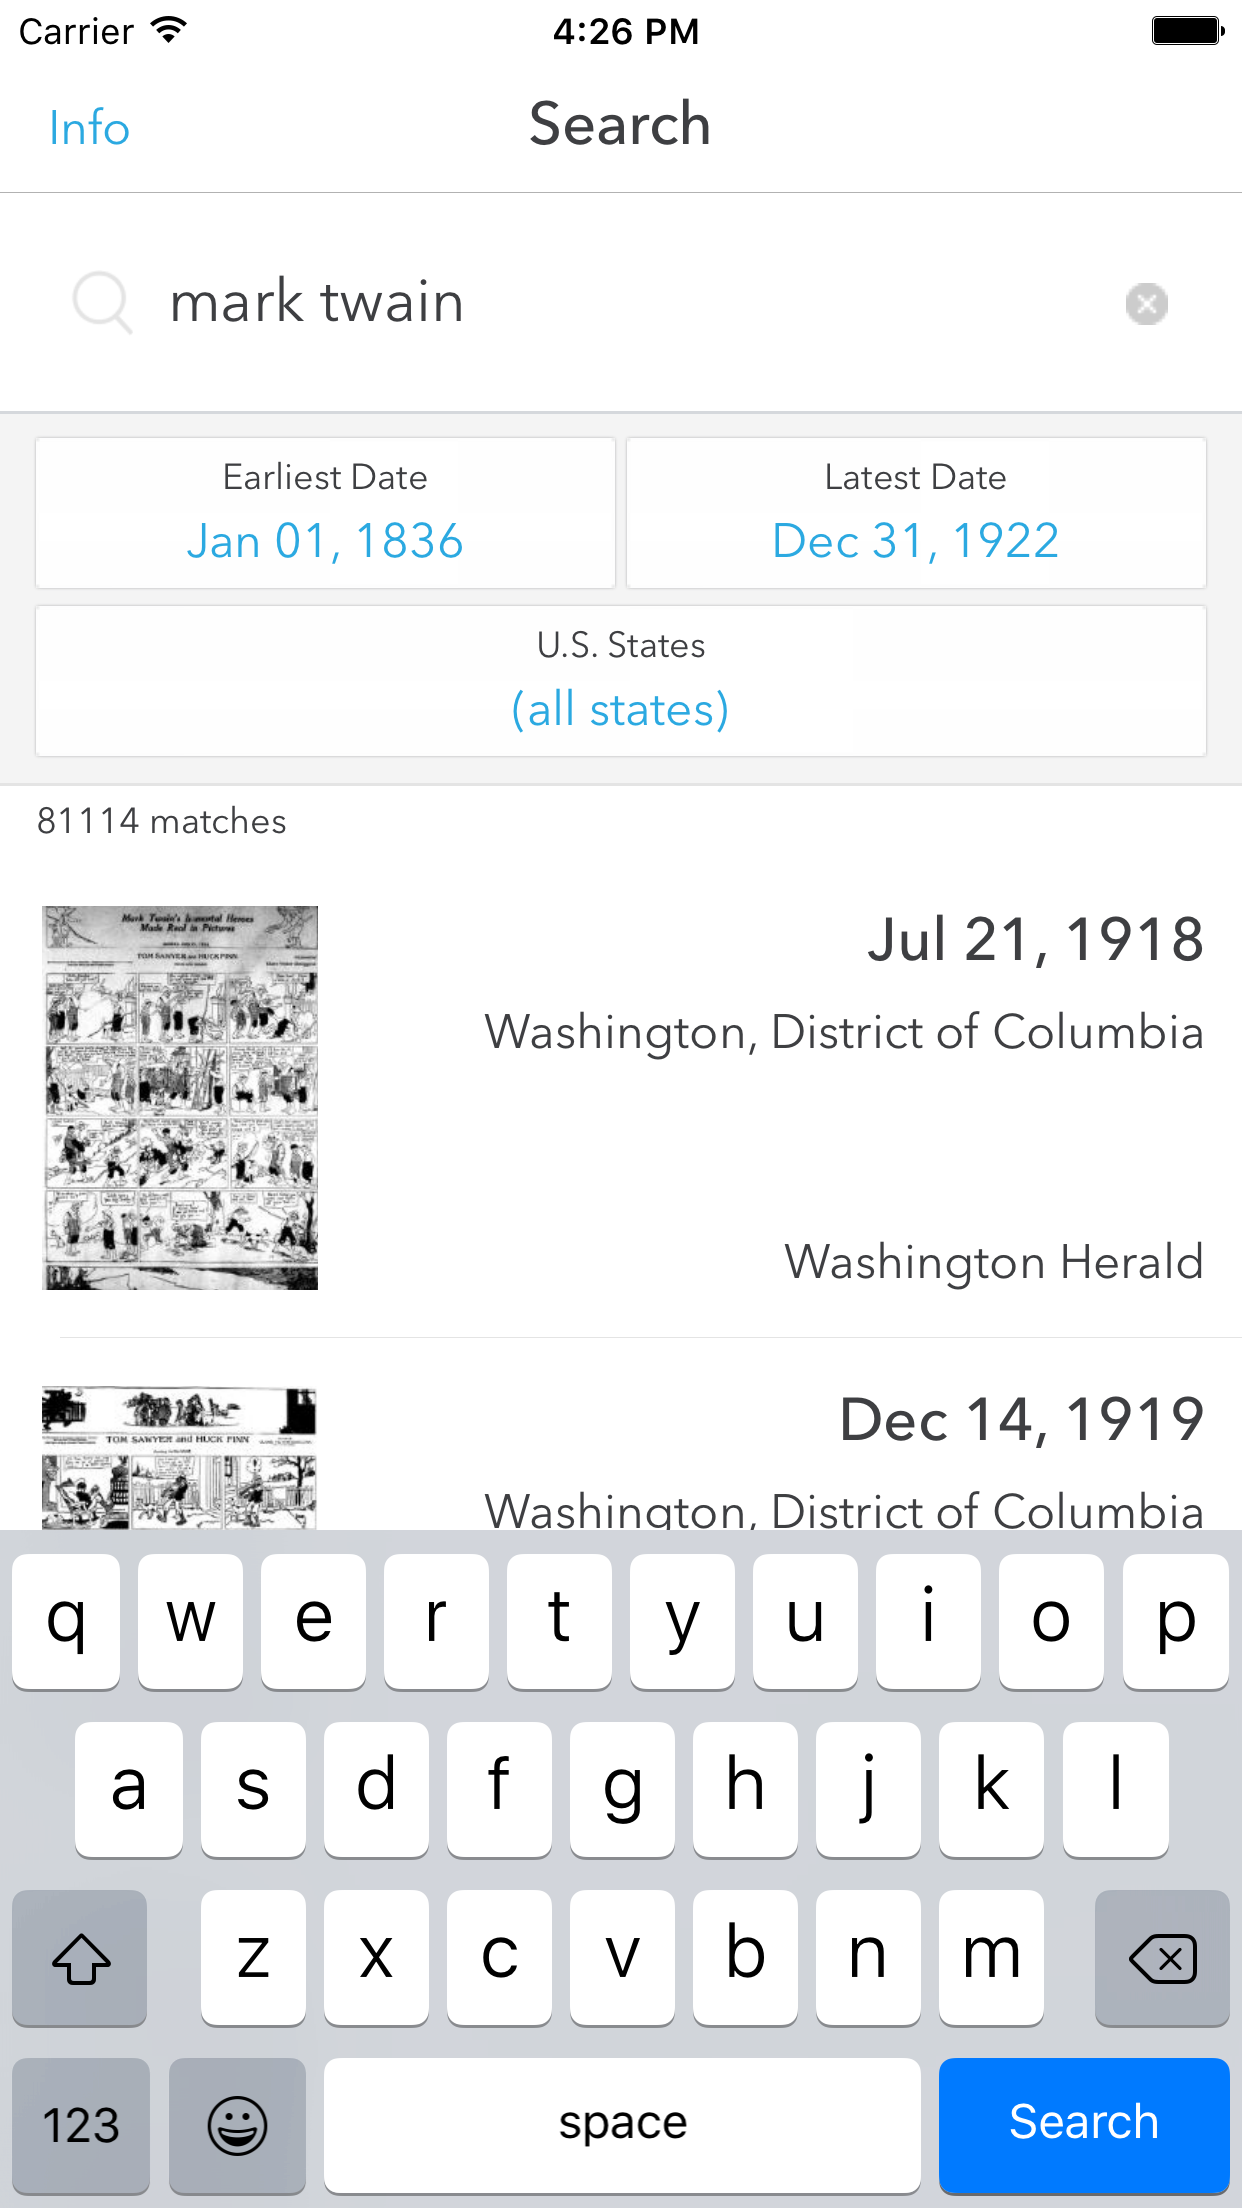 Carrier 4:26 PM
Info Search
mark twain
Earliest Date Latest Date
Jan 01, 1836 Dec 31, 1922
U.S. States
(all states)
81114 matches
Mark Twain's Immortal Heroes
Made Real in Pictures
TOM SAWYER and HUCK FINN
Jul 21, 1918
Washington, District of Columbia
Washington Herald
TOM SAWYER and HUCK FINN
Dec 14, 1919
Washington, District of Columbia
q w e r t y u i o p
a s d f g h j k l
z x c v b n m
123 space Search